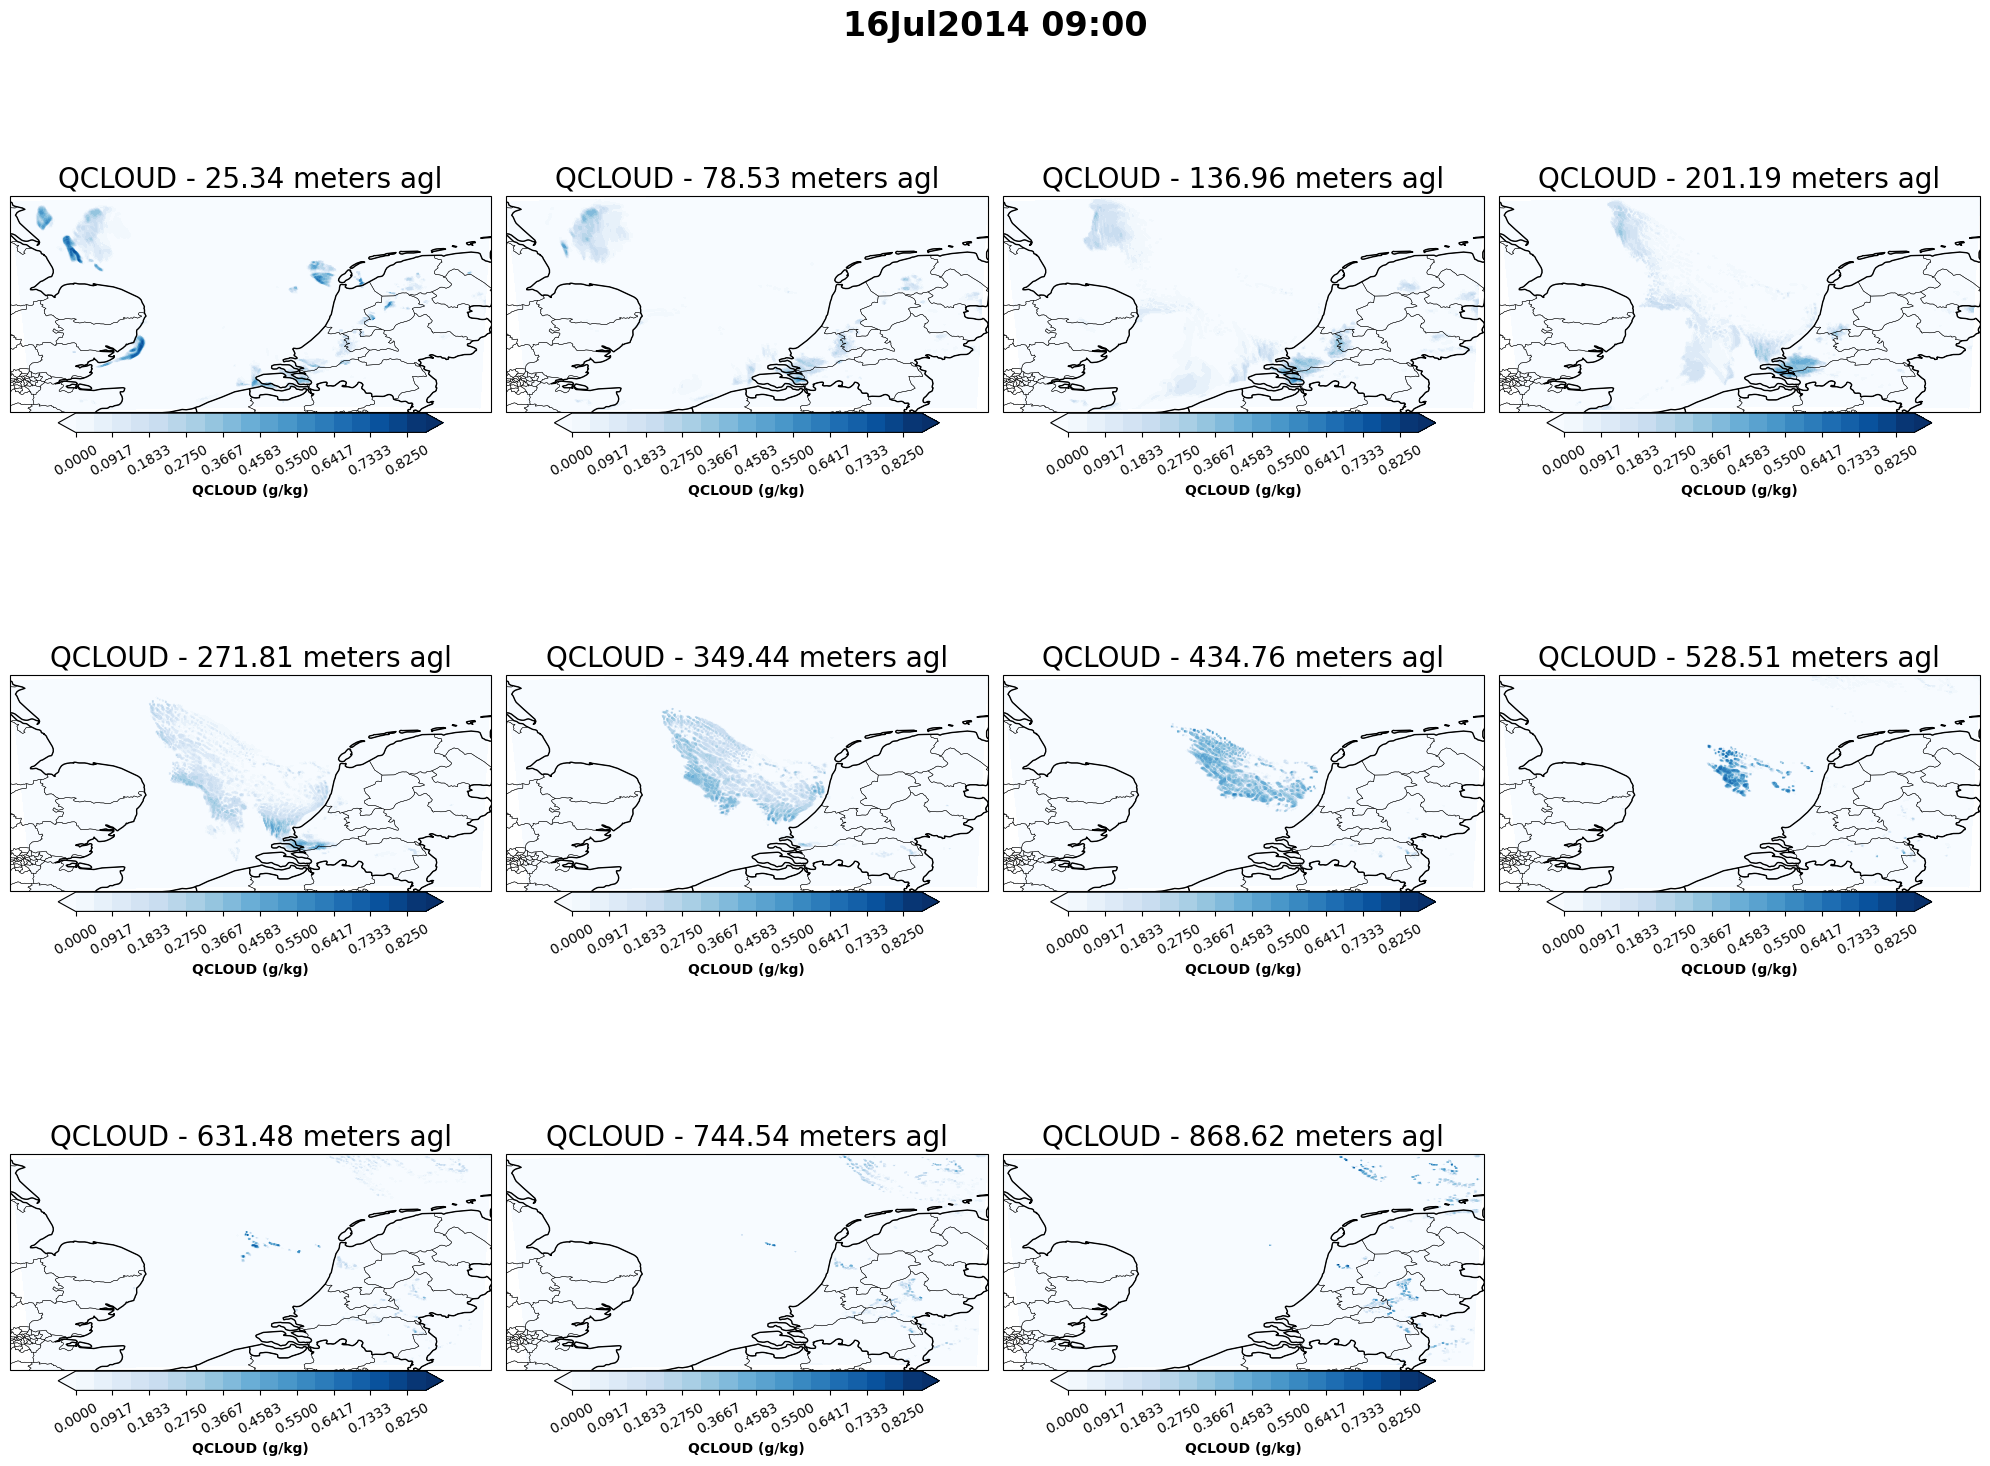 16Jul2014 09:00
QCLOUD - 25.34 meters agl
QCLOUD - 78.53 meters agl
QCLOUD - 136.96 meters agl
QCLOUD - 201.19 meters agl
0.0000 0.0917 0.1833 0.2750 0.3667 0.4583 0.5500 0.6417 0.7333 0.8250
0.0000 0.0917 0.1833 0.2750 0.3667 0.4583 0.5500 0.6417 0.7333 0.8250
0.0000 0.0917 0.1833 0.2750 0.3667 0.4583 0.5500 0.6417 0.7333 0.8250
0.0000 0.0917 0.1833 0.2750 0.3667 0.4583 0.5500 0.6417 0.7333 0.8250
QCLOUD (g/kg)
QCLOUD (g/kg)
QCLOUD (g/kg)
QCLOUD (g/kg)
QCLOUD - 271.81 meters agl
QCLOUD - 349.44 meters agl
QCLOUD - 434.76 meters agl
QCLOUD - 528.51 meters agl
0.0000 0.0917 0.1833 0.2750 0.3667 0.4583 0.5500 0.6417 0.7333 0.8250
0.0000 0.0917 0.1833 0.2750 0.3667 0.4583 0.5500 0.6417 0.7333 0.8250
0.0000 0.0917 0.1833 0.2750 0.3667 0.4583 0.5500 0.6417 0.7333 0.8250
0.0000 0.0917 0.1833 0.2750 0.3667 0.4583 0.5500 0.6417 0.7333 0.8250
QCLOUD (g/kg)
QCLOUD (g/kg)
QCLOUD (g/kg)
QCLOUD (g/kg)
QCLOUD - 631.48 meters agl
QCLOUD - 744.54 meters agl
QCLOUD - 868.62 meters agl
0.0000 0.0917 0.1833 0.2750 0.3667 0.4583 0.5500 0.6417 0.7333 0.8250
0.0000 0.0917 0.1833 0.2750 0.3667 0.4583 0.5500 0.6417 0.7333 0.8250
0.0000 0.0917 0.1833 0.2750 0.3667 0.4583 0.5500 0.6417 0.7333 0.8250
QCLOUD (g/kg)
QCLOUD (g/kg)
QCLOUD (g/kg)